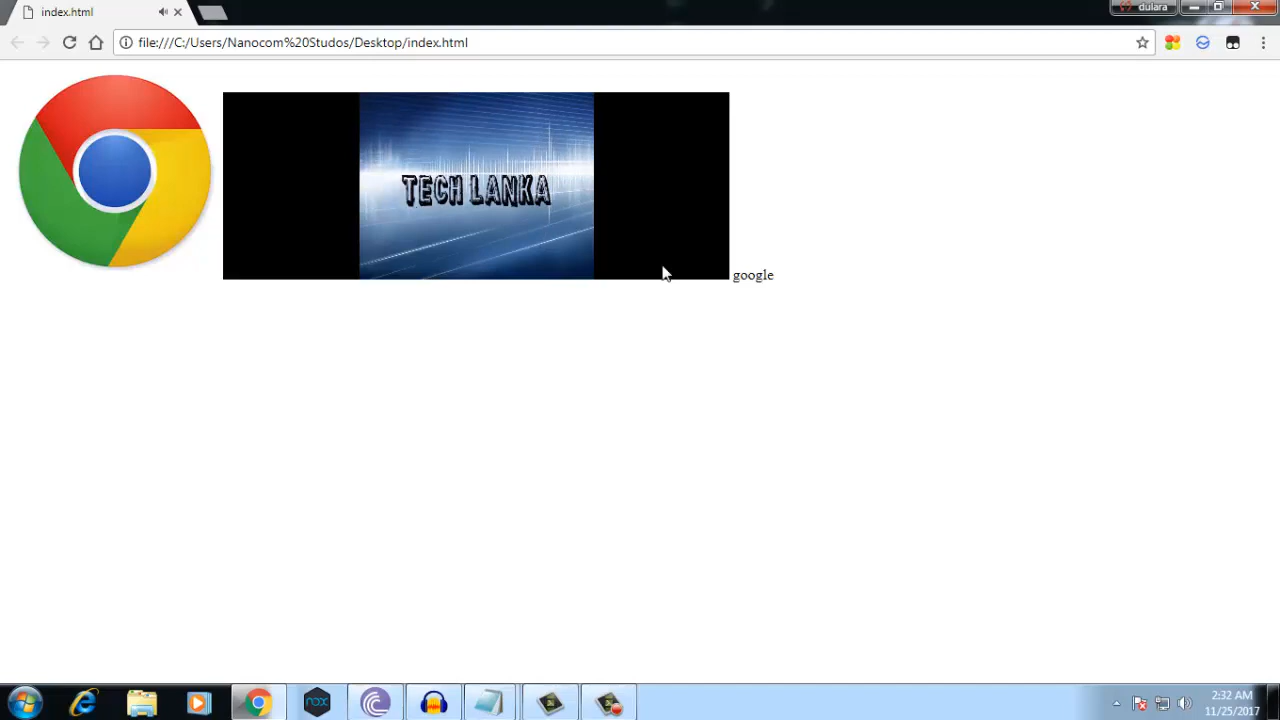 index.html
dulara
file:///C:/Users/Nanocom%20Studos/Desktop/index.html
TECH LANKA
google
nox
2:32 AM
11/25/2017